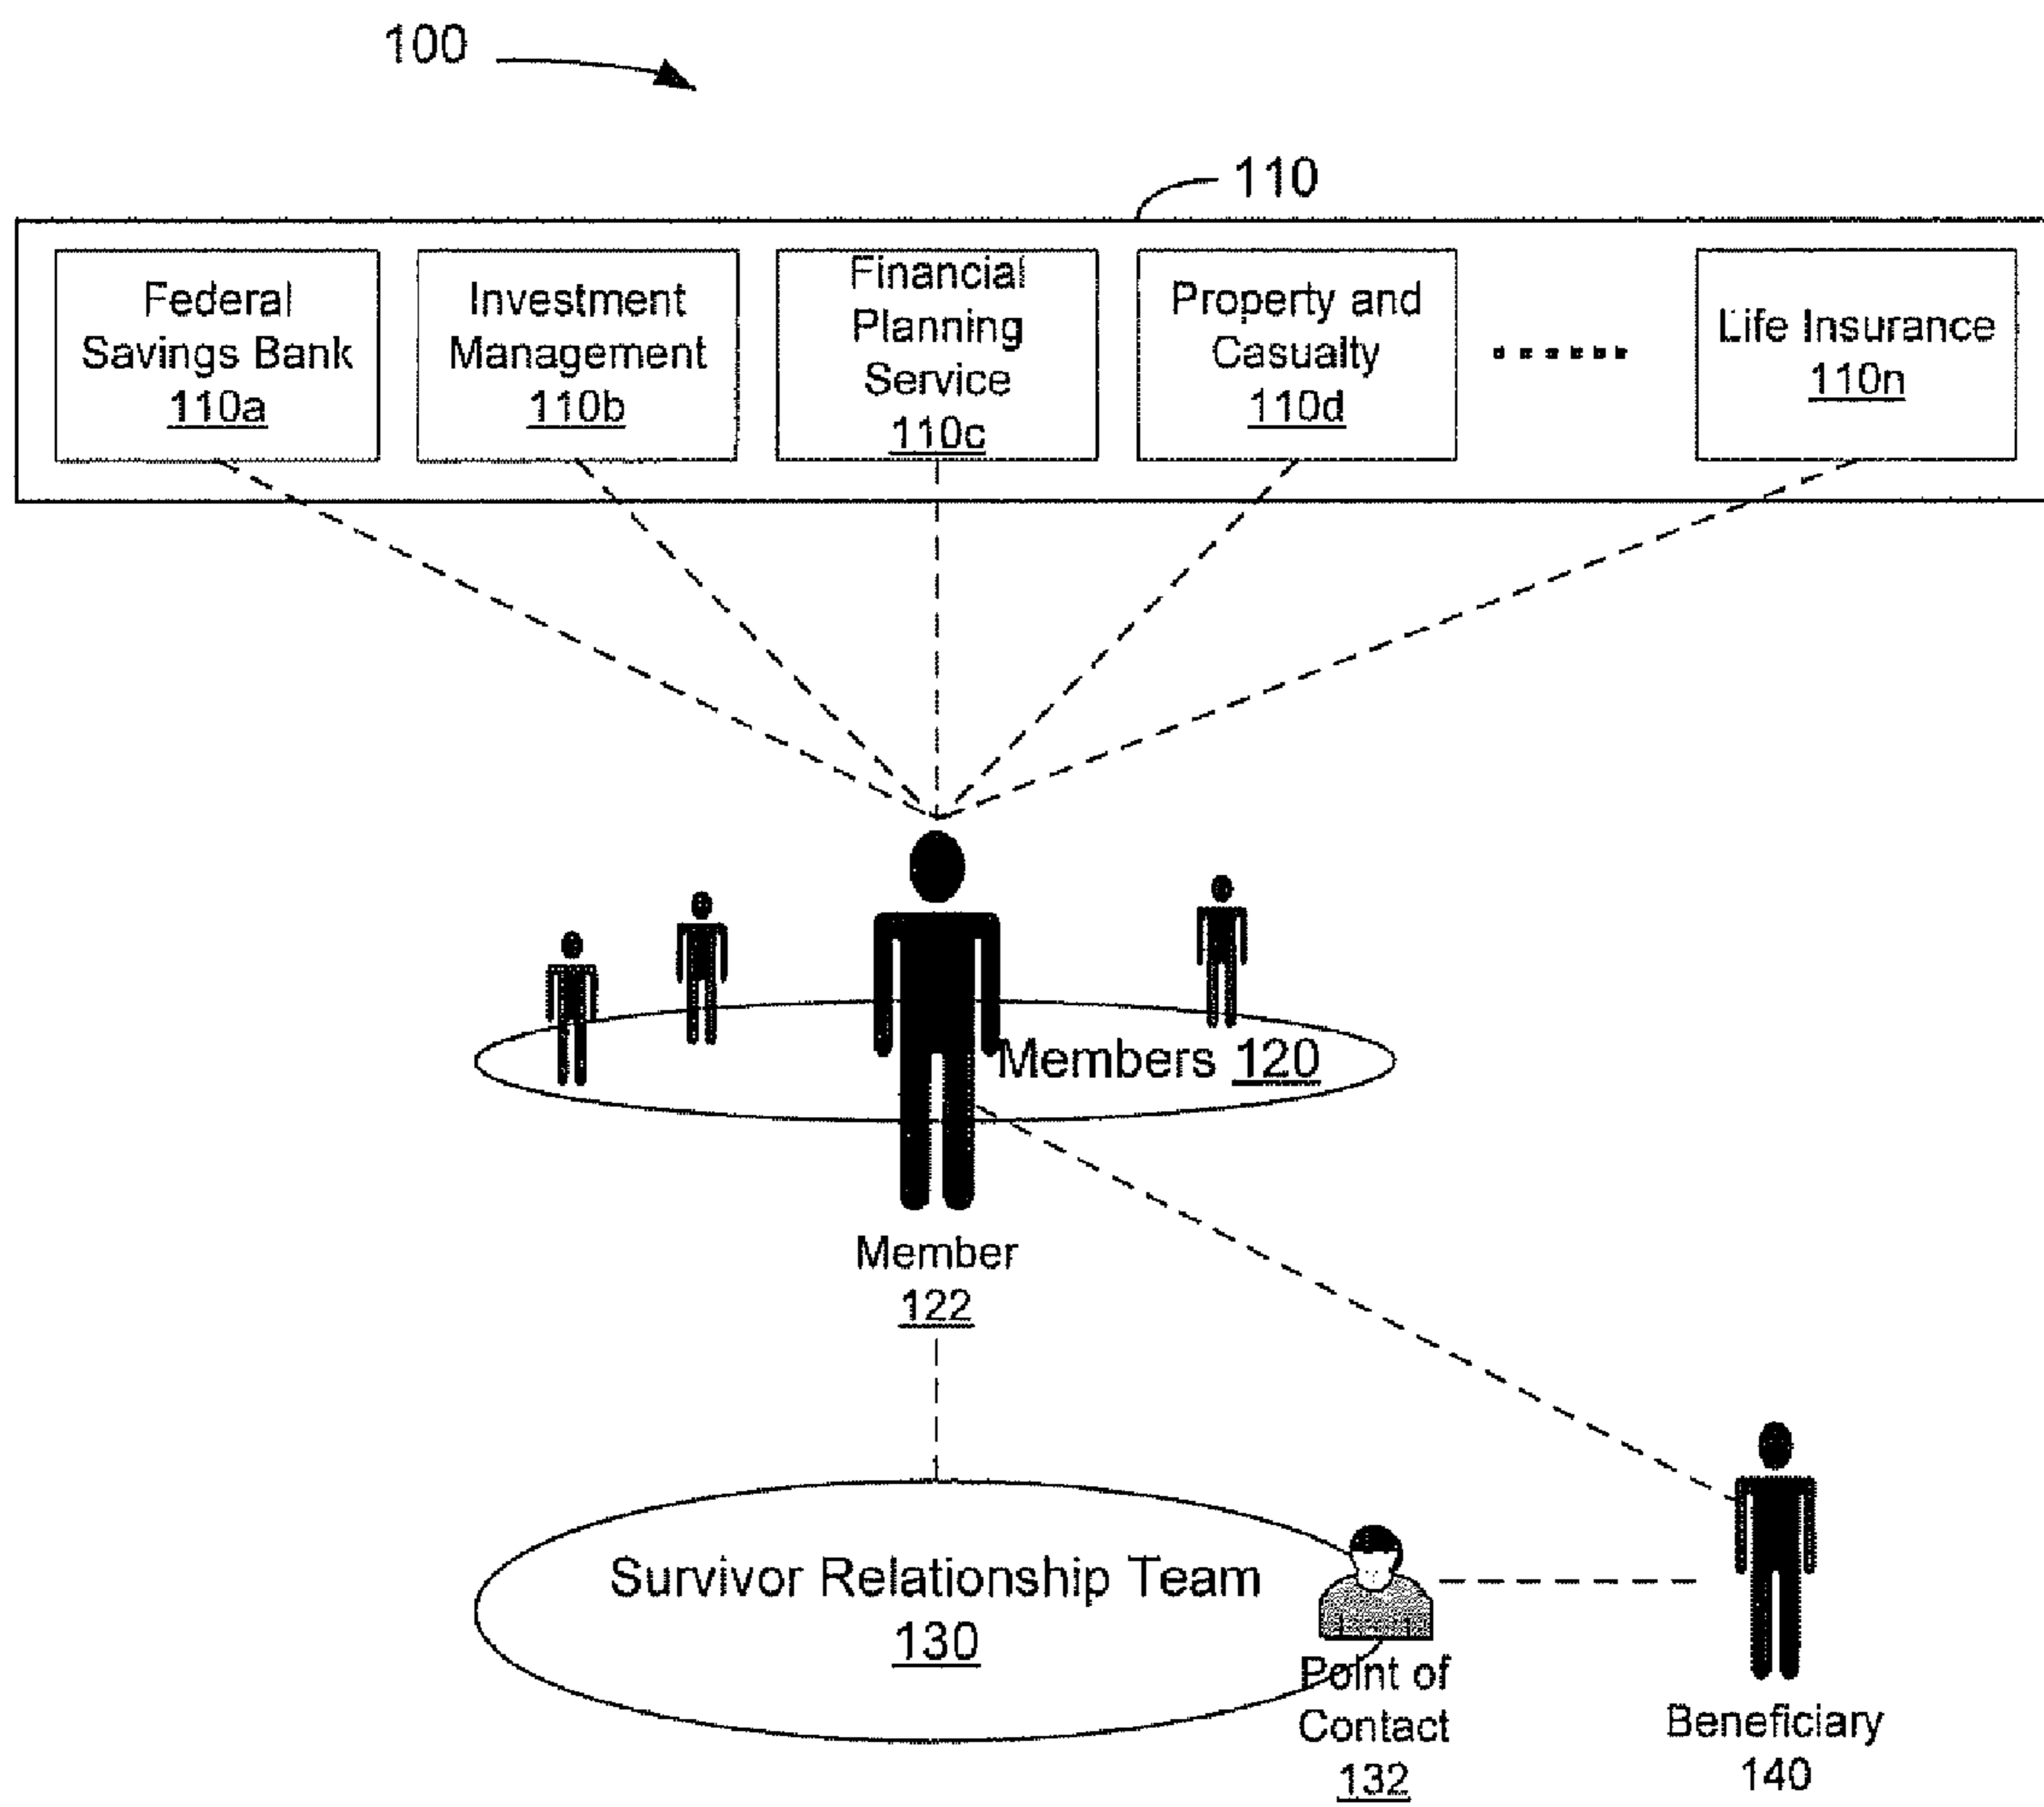 100
110
Federal
Savings Bank
110a
Investment
Management
110b
Financial
Planning
Service
110c
Property and
Casualty
110d
Life Insurance
110n
Members 120
Member
122
Survivor Relationship Team
130
Point of
Contact
132
Beneficiary
140